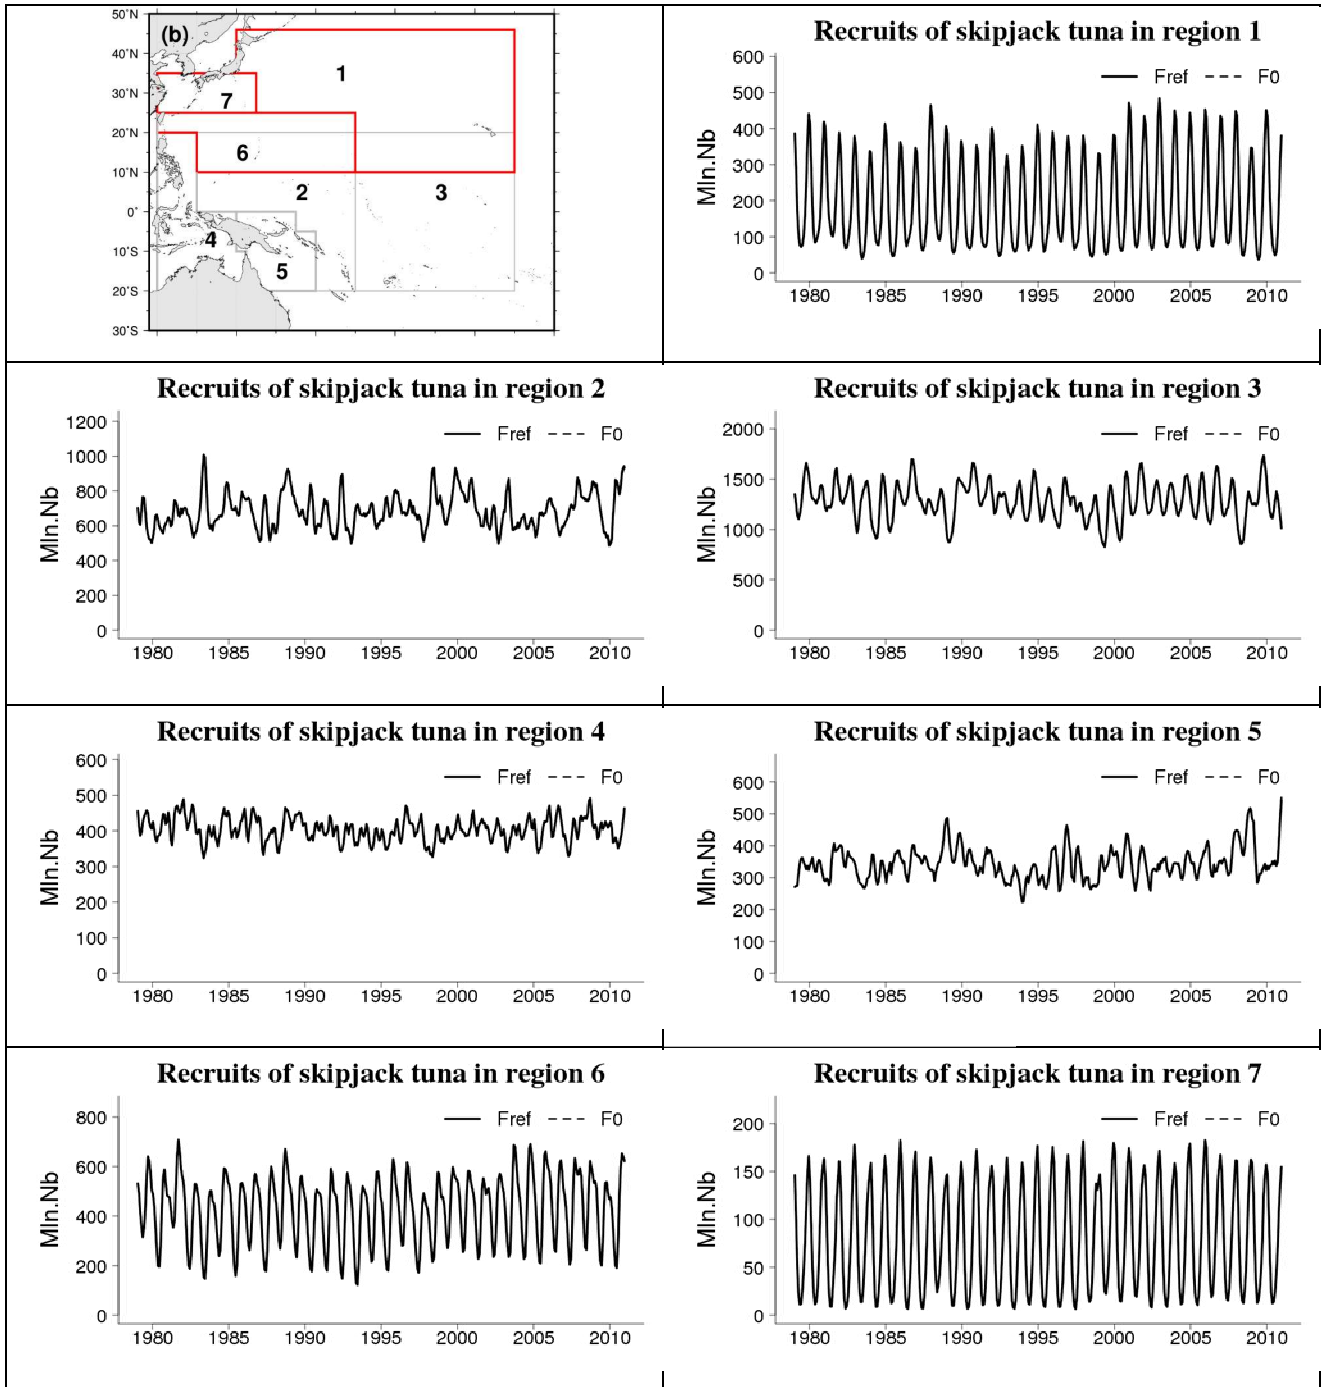 (b)
50°N
40°N
30°N
20°N
10°N
0°
10°S
20°S
30°S
1
7
6
2
3
4
5
Recruits of skipjack tuna in region 1
Fref F0
Mln.Nb
600
500
400
300
200
100
0
1980 1985 1990 1995 2000 2005 2010
Recruits of skipjack tuna in region 2
Fref F0
Mln.Nb
1200
1000
800
600
400
200
0
1980 1985 1990 1995 2000 2005 2010
Recruits of skipjack tuna in region 3
Fref F0
Mln.Nb
2000
1500
1000
500
0
1980 1985 1990 1995 2000 2005 2010
Recruits of skipjack tuna in region 4
Fref F0
Mln.Nb
600
500
400
300
200
100
0
1980 1985 1990 1995 2000 2005 2010
Recruits of skipjack tuna in region 5
Fref F0
Mln.Nb
600
500
400
300
200
100
0
1980 1985 1990 1995 2000 2005 2010
Recruits of skipjack tuna in region 6
Fref F0
Mln.Nb
800
600
400
200
0
1980 1985 1990 1995 2000 2005 2010
Recruits of skipjack tuna in region 7
Fref F0
Mln.Nb
200
150
100
50
0
1980 1985 1990 1995 2000 2005 2010